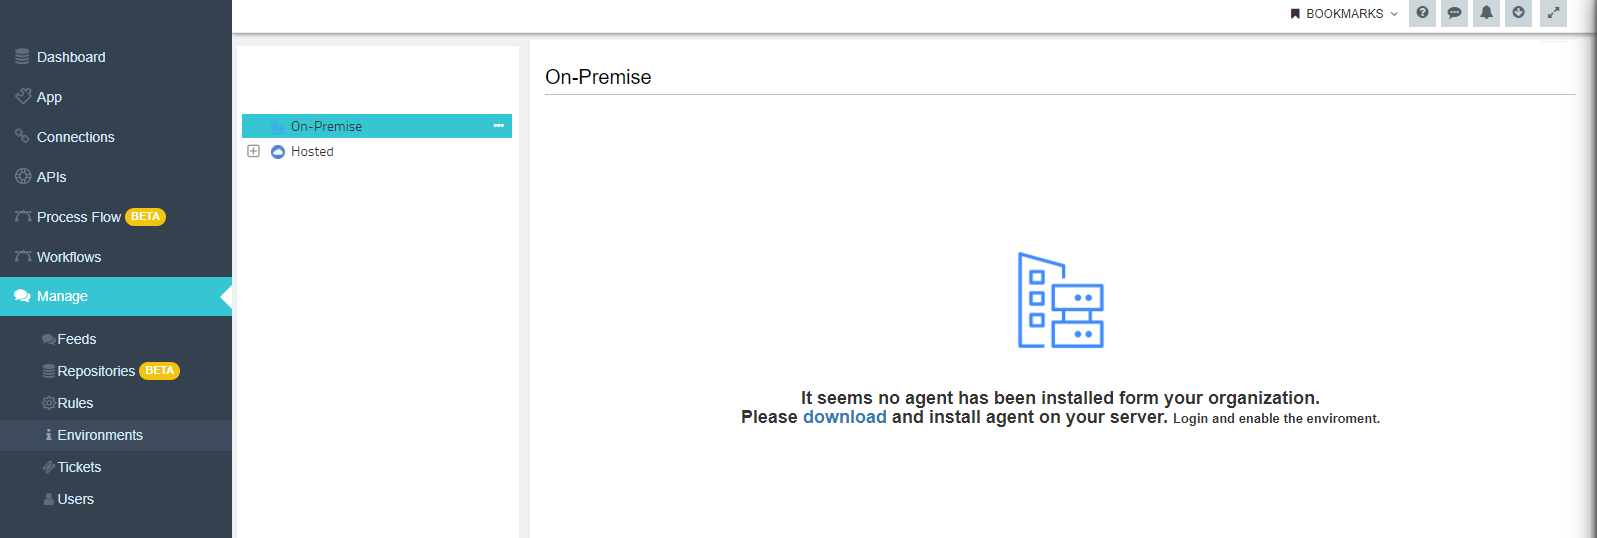 BOOKMARKS
Dashboard
App
Connections
APIs
Process Flow BETA
Workflows
Manage
Feeds
Repositories BETA
Rules
Environments
Tickets
Users
On-Premise
Hosted
On-Premise
It seems no agent has been installed form your organization.
Please download and install agent on your server. Login and enable the enviroment.